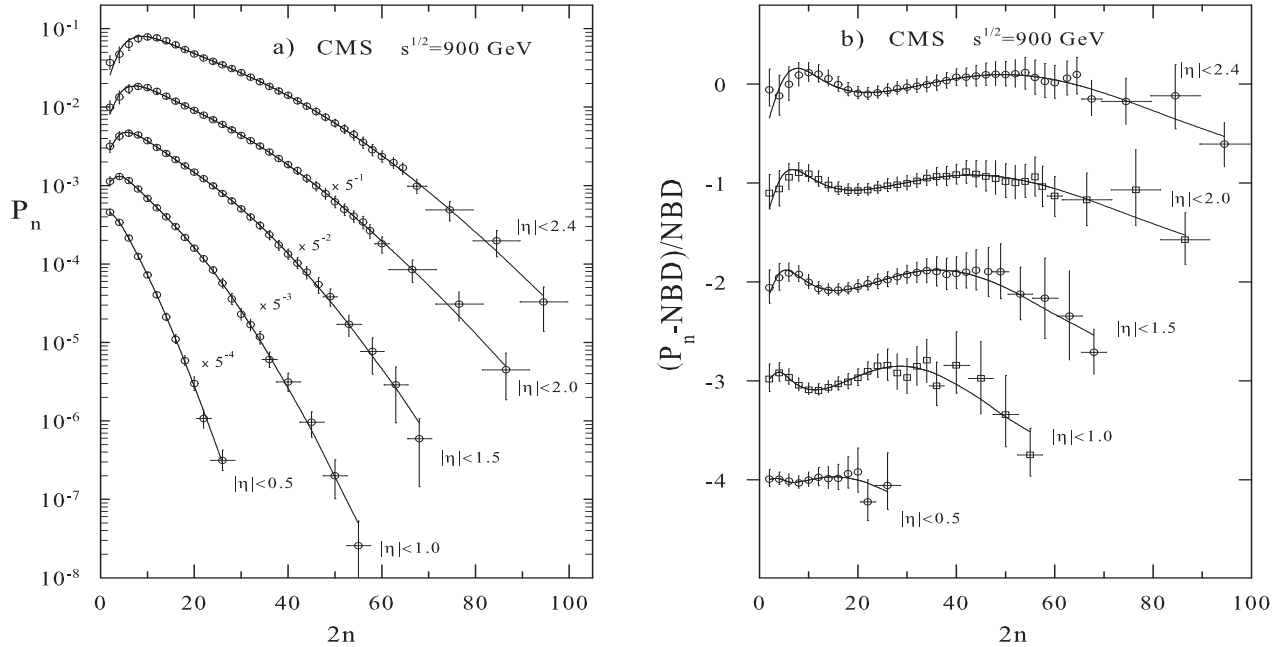 a) CMS s^{1/2}=900 GeV
P_n
10^{-1}
10^{-2}
10^{-3}
10^{-4}
10^{-5}
10^{-6}
10^{-7}
10^{-8}
× 5^{-1}
× 5^{-2}
× 5^{-3}
× 5^{-4}
|η|<2.4
|η|<2.0
|η|<1.5
|η|<0.5
|η|<1.0
0 20 40 60 80 100
2n
b) CMS s^{1/2}=900 GeV
(P_n-NBD)/NBD
0
-1
-2
-3
-4
|η|<2.4
|η|<2.0
|η|<1.5
|η|<1.0
|η|<0.5
0 20 40 60 80 100
2n